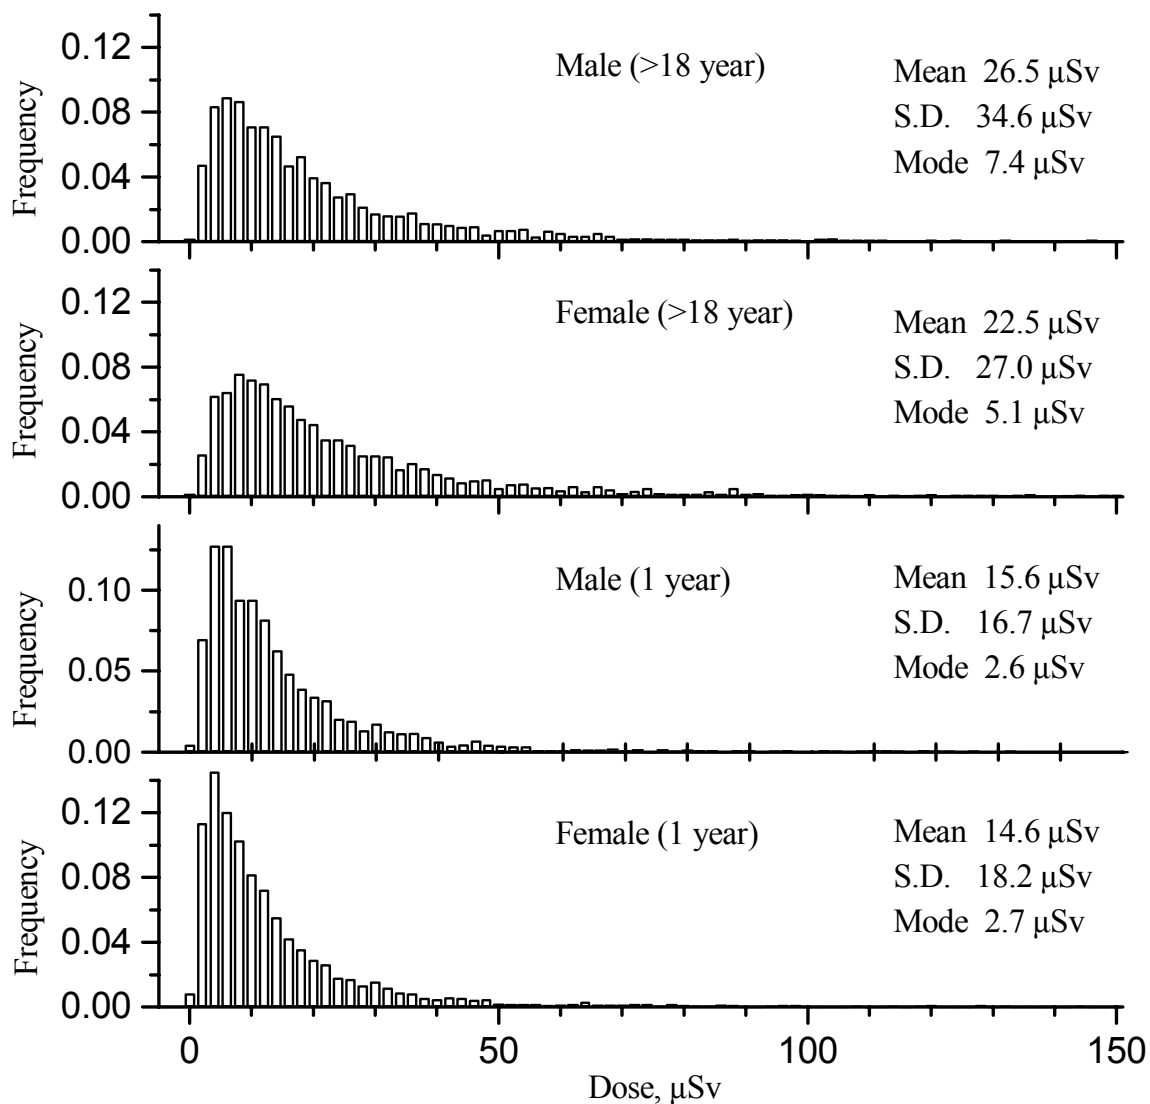 0.12
0.08
0.04
0.00
Frequency
Male (>18 year)
Mean 26.5 μSv
S.D. 34.6 μSv
Mode 7.4 μSv
0.12
0.08
0.04
0.00
Frequency
Female (>18 year)
Mean 22.5 μSv
S.D. 27.0 μSv
Mode 5.1 μSv
0.10
0.05
0.00
Frequency
Male (1 year)
Mean 15.6 μSv
S.D. 16.7 μSv
Mode 2.6 μSv
0.12
0.08
0.04
0.00
Frequency
Female (1 year)
Mean 14.6 μSv
S.D. 18.2 μSv
Mode 2.7 μSv
0 50 100 150
Dose, μSv